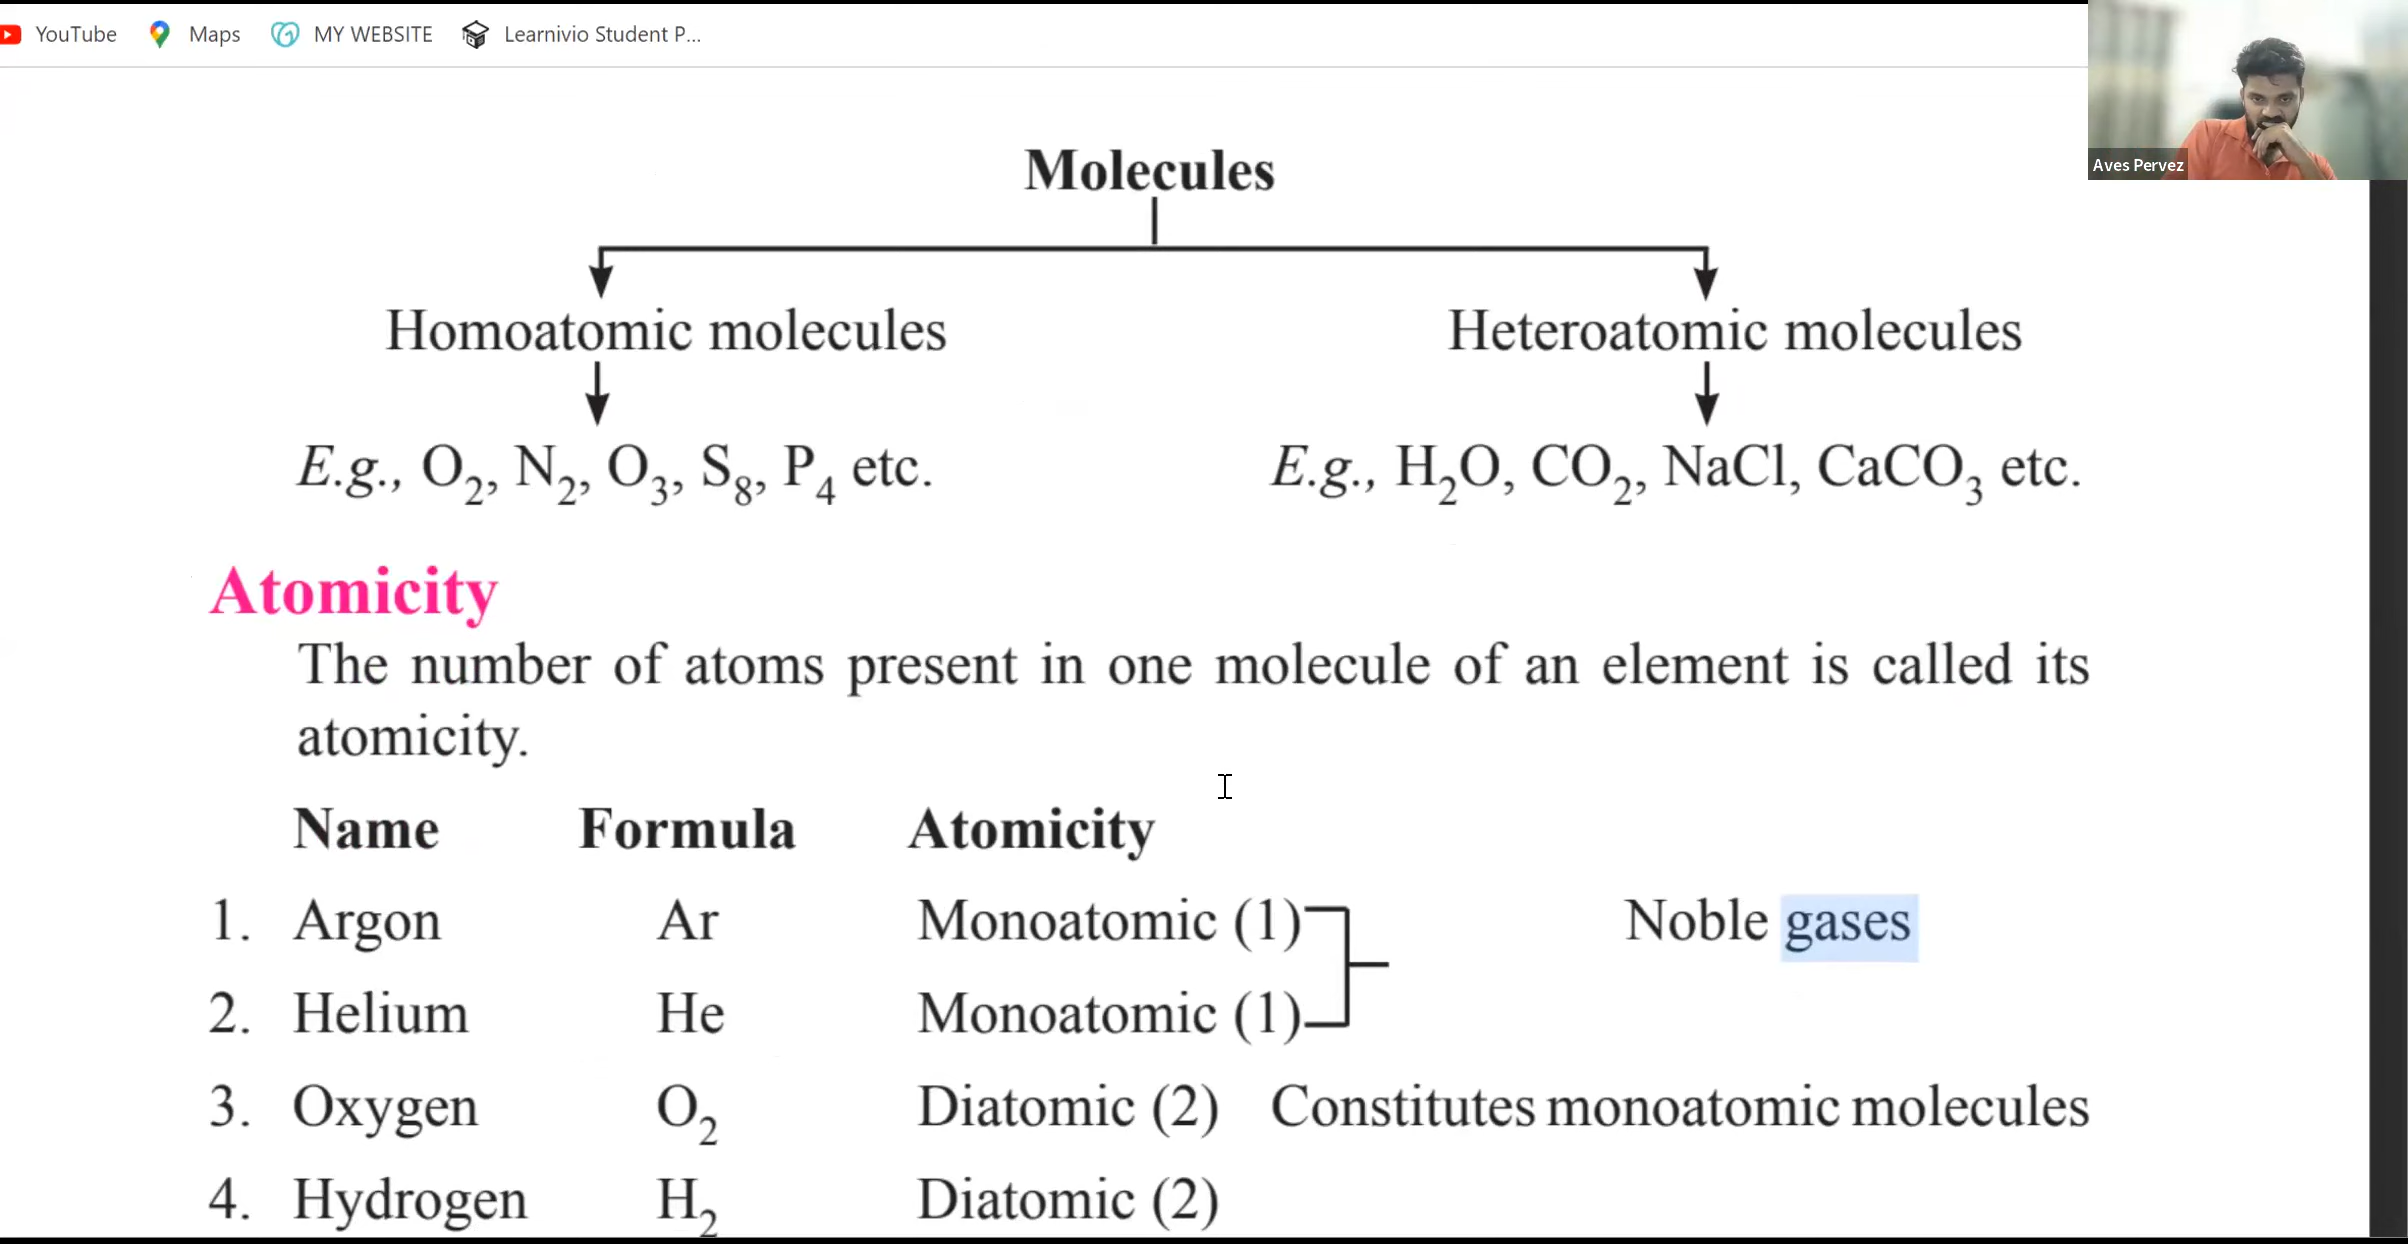 YouTube Maps MY WEBSITE Learnivio Student P...
Aves Pervez
Molecules
Homoatomic molecules Heteroatomic molecules
E.g., O₂, N₂, O₃, S₈, P₄ etc. E.g., H₂O, CO₂, NaCl, CaCO₃ etc.
Atomicity
The number of atoms present in one molecule of an element is called its
atomicity.
Name Formula Atomicity
1. Argon Ar Monoatomic (1) Noble gases
2. Helium He Monoatomic (1)
3. Oxygen O₂ Diatomic (2) Constitutes monoatomic molecules
4. Hydrogen H₂ Diatomic (2)